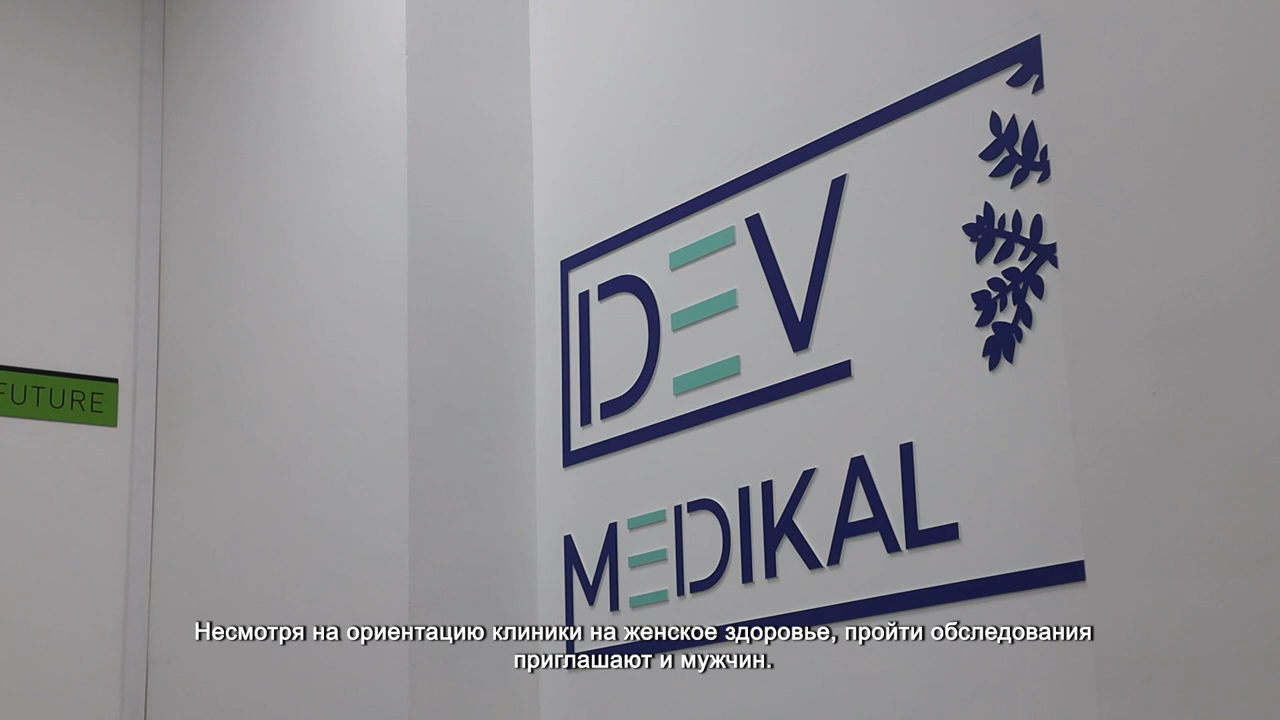 FUTURE
DEV
MEDIKAL
Несмотря на ориентацию клиники на женское здоровье, пройти обследования
приглашают и мужчин.